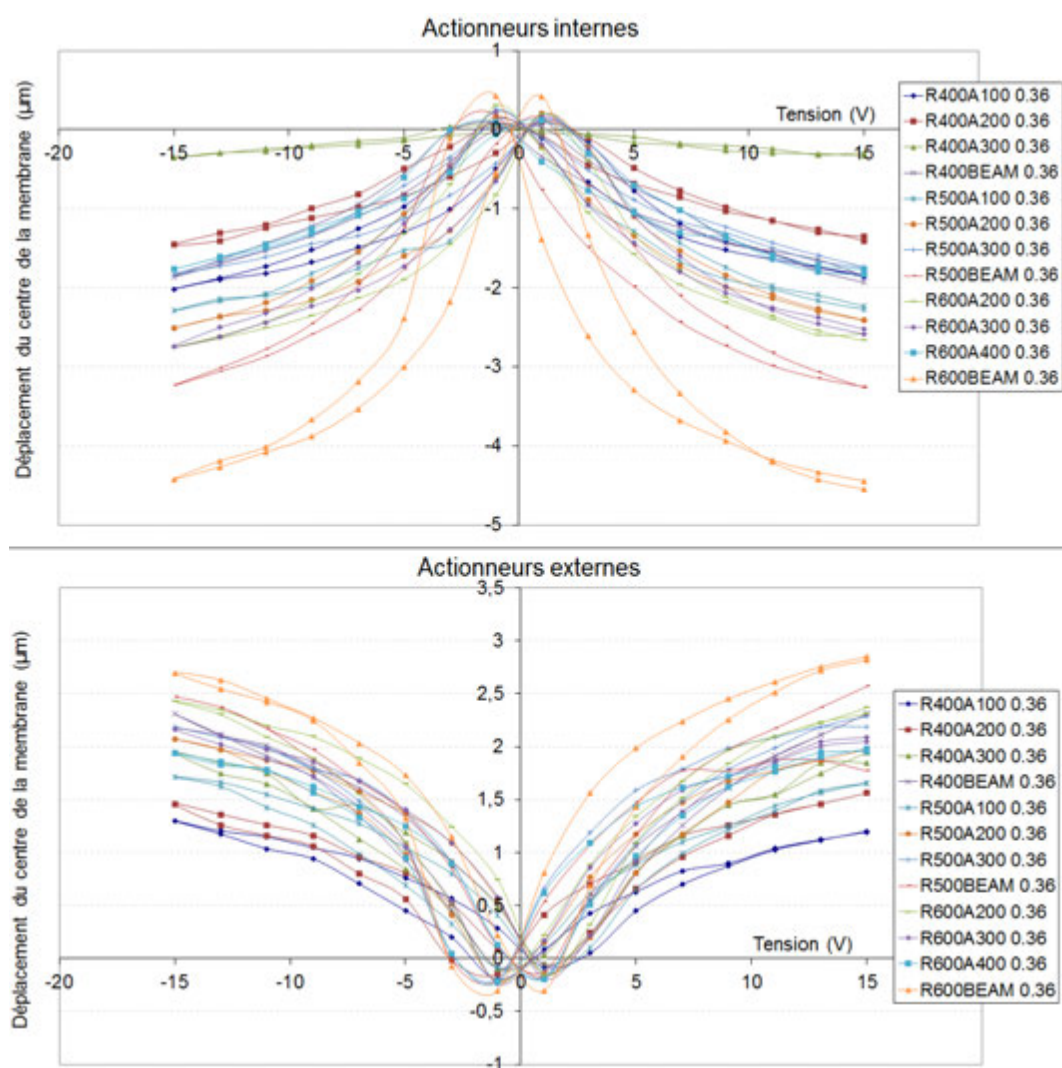 Actionneurs internes
Déplacement du centre de la membrane (µm)
Tension (V)
1
0
-1
-2
-3
-4
-5
-20
-15
-10
-5
0
5
10
15
R400A100 0.36
R400A200 0.36
R400A300 0.36
R400BEAM 0.36
R500A100 0.36
R500A200 0.36
R500A300 0.36
R500BEAM 0.36
R600A200 0.36
R600A300 0.36
R600A400 0.36
R600BEAM 0.36
Actionneurs externes
Déplacement du centre de la membrane (µm)
Tension (V)
3,5
3
2,5
2
1,5
1
0,5
0
-0,5
-1
-20
-15
-10
-5
0
5
10
15
R400A100 0.36
R400A200 0.36
R400A300 0.36
R400BEAM 0.36
R500A100 0.36
R500A200 0.36
R500A300 0.36
R500BEAM 0.36
R600A200 0.36
R600A300 0.36
R600A400 0.36
R600BEAM 0.36